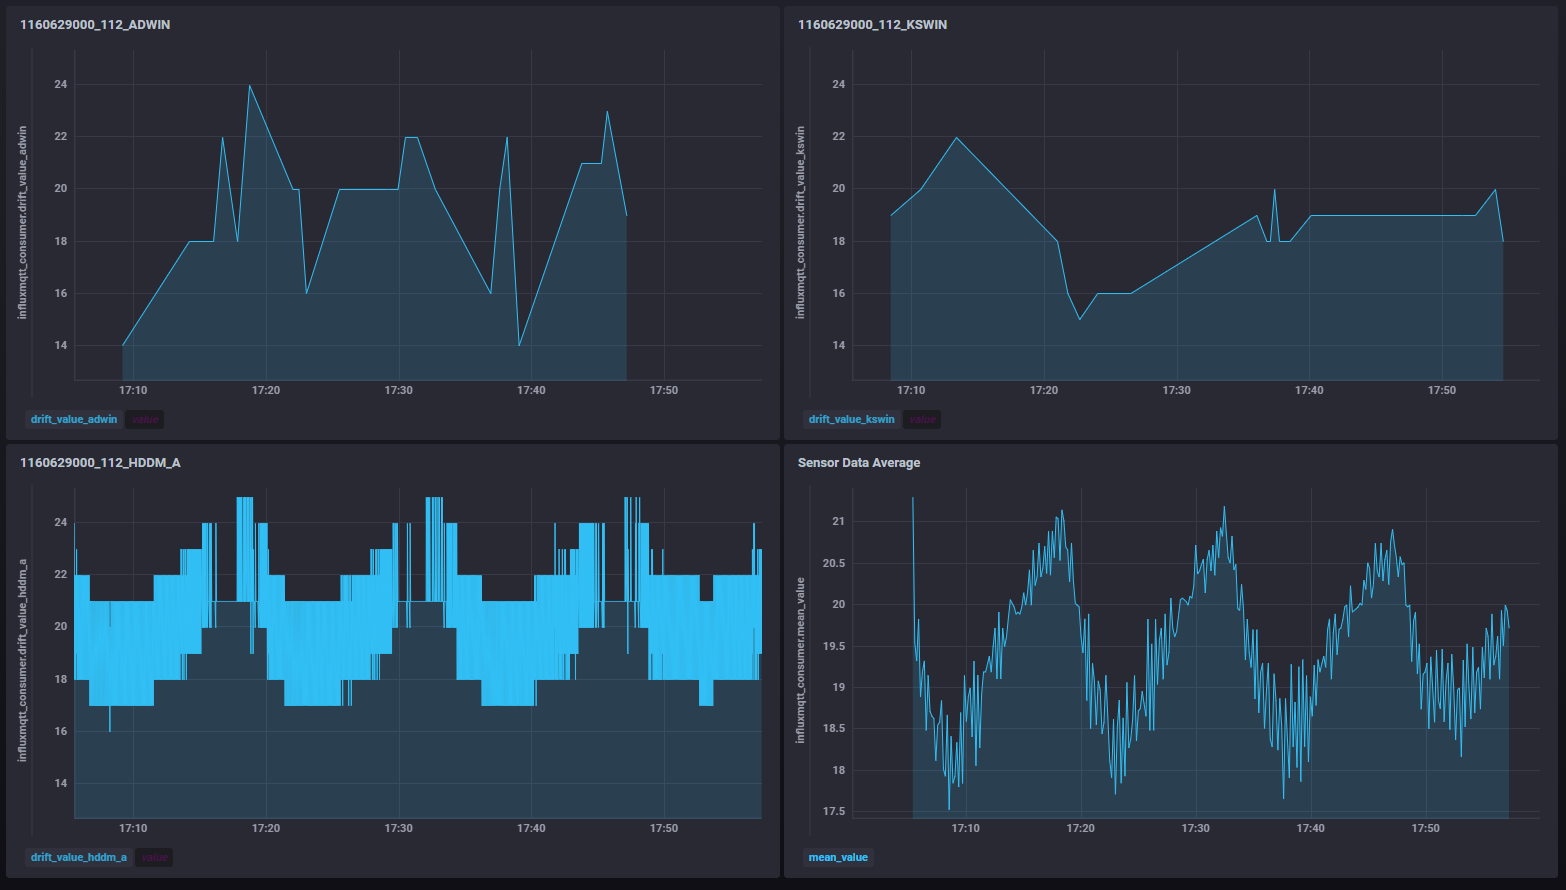 1160629000_112_ADWIN
influxmqtt_consumer.drift_value_adwin
24
22
20
18
16
14
17:10 17:20 17:30 17:40 17:50
drift_value_adwin value
1160629000_112_KSWIN
influxmqtt_consumer.drift_value_kswin
24
22
20
18
16
14
17:10 17:20 17:30 17:40 17:50
drift_value_kswin value
1160629000_112_HDDM_A
influxmqtt_consumer.drift_value_hddm_a
24
22
20
18
16
14
17:10 17:20 17:30 17:40 17:50
drift_value_hddm_a value
Sensor Data Average
influxmqtt_consumer.mean_value
21
20.5
20
19.5
19
18.5
18
17.5
17:10 17:20 17:30 17:40 17:50
mean_value